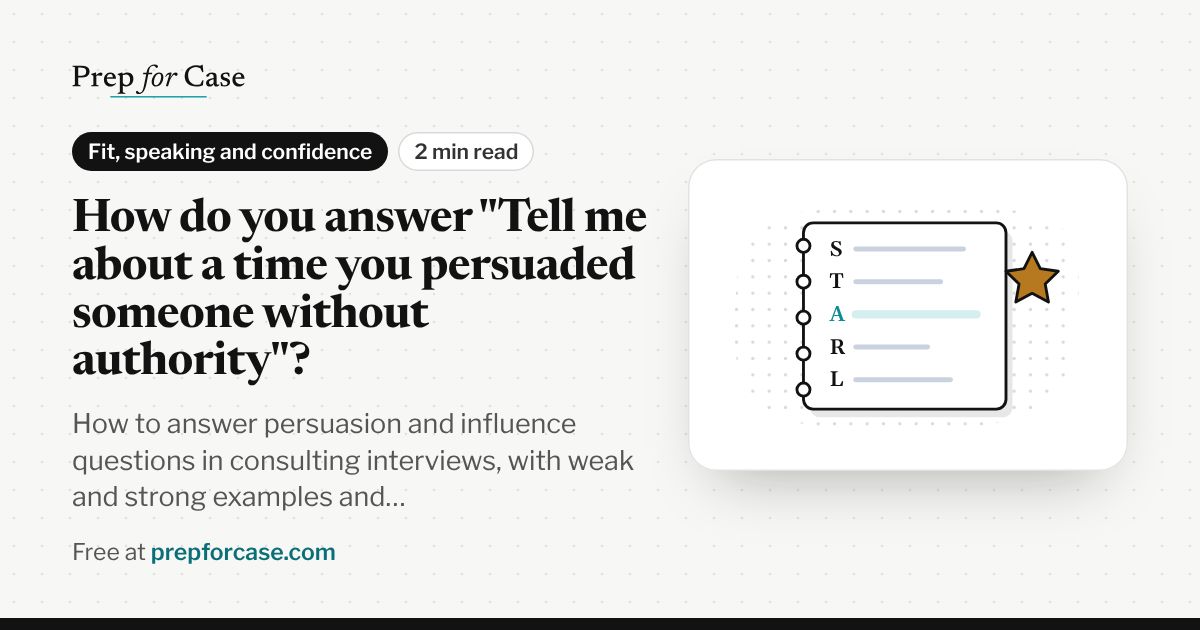 Prep for Case
Fit, speaking and confidence
2 min read
How do you answer "Tell me
about a time you persuaded
someone without
authority"?
How to answer persuasion and influence
questions in consulting interviews, with weak
and strong examples and...
Free at prepforcase.com
S
T
A
R
L